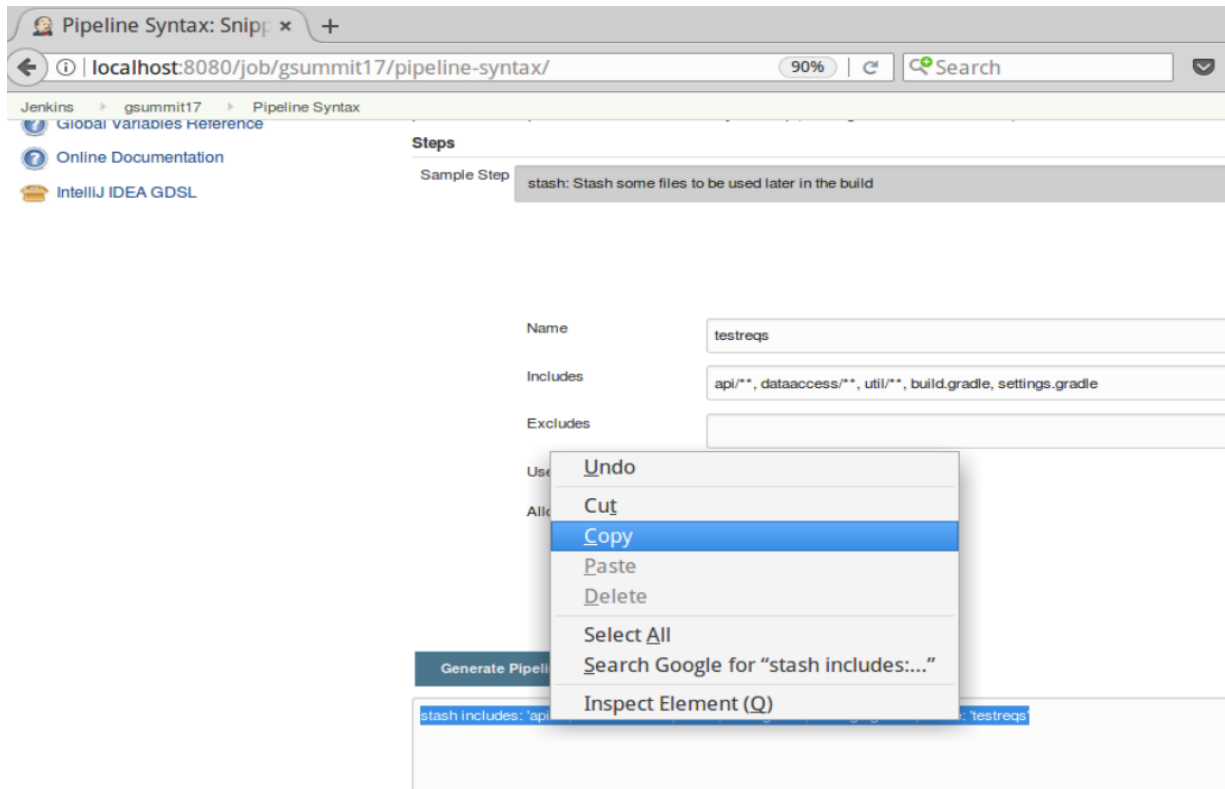 Pipeline Syntax: Snipp × +
localhost:8080/job/gsummit17/pipeline-syntax/ 90% Search
Jenkins gsummit17 Pipeline Syntax
Global Variables Reference
Online Documentation
IntelliJ IDEA GDSL
Steps
Sample Step stash: Stash some files to be used later in the build
Name testreqs
Includes api/**, dataaccess/**, util/**, build.gradle, settings.gradle
Excludes
Use
Undo
Cut
Copy
Paste
Delete
Select All
Search Google for “stash includes:...”
Inspect Element (Q)
Generate
stash includes: 'api : 'testreqs'